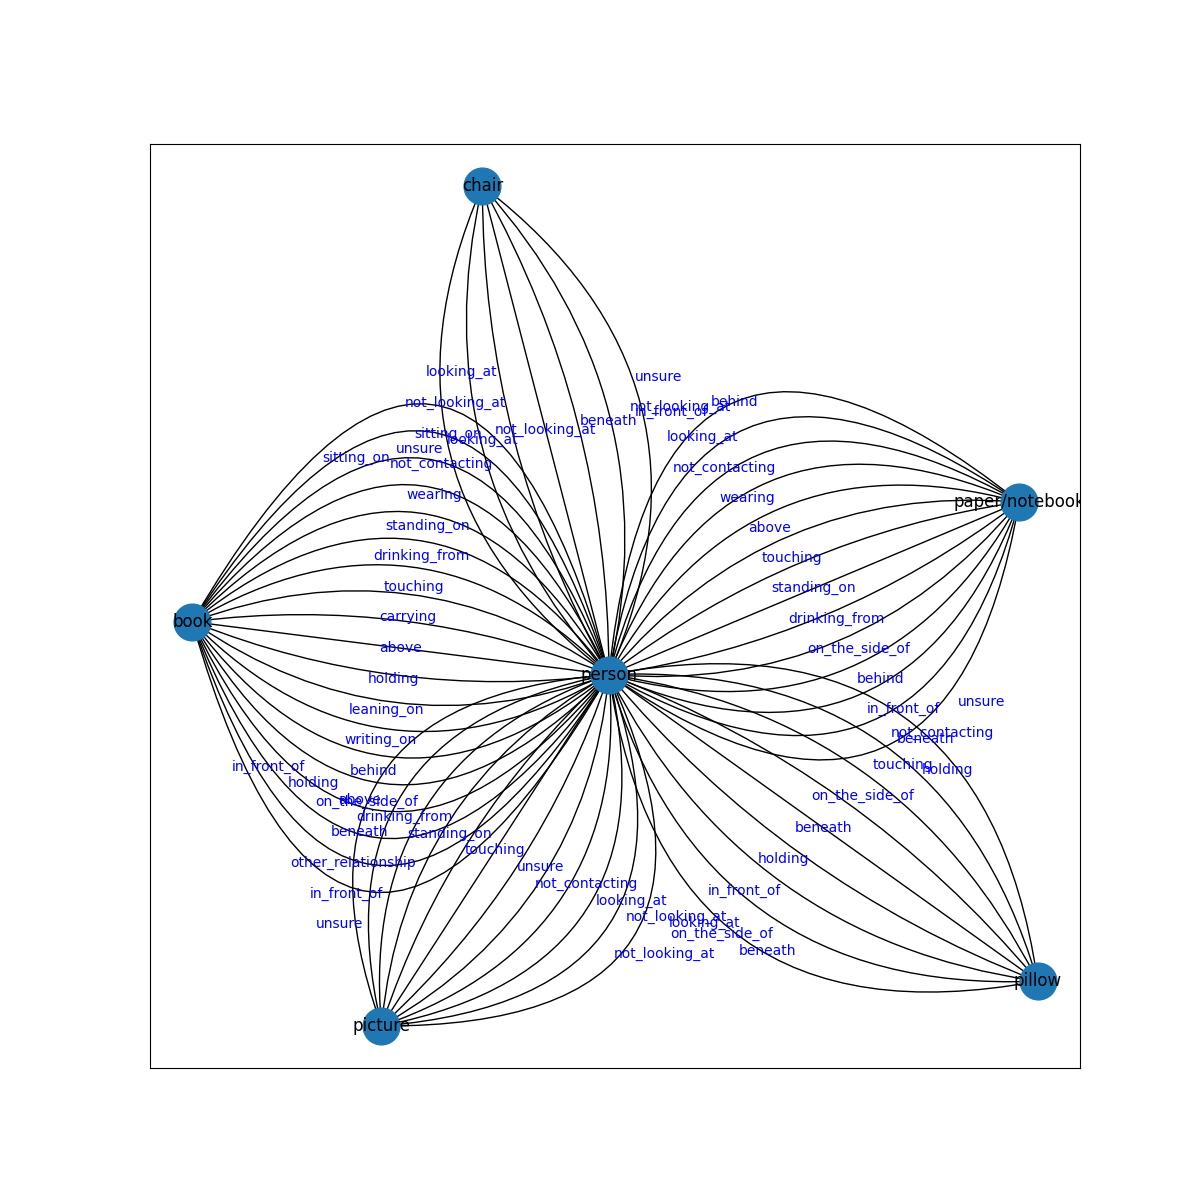 chair
looking_at
unsure
not_looking_at
behind
not_looking_at
in_front_of
beneath
not_looking_at
sitting_on
looking_at
looking_at
unsure
sitting_on
not_contacting
not_contacting
wearing
wearing
paper/notebook
standing_on
above
drinking_from
touching
touching
standing_on
carrying
drinking_from
book
above
on_the_side_of
person
holding
behind
leaning_on
in_front_of
unsure
writing_on
not_contacting
beneath
in_front_of
behind
touching
holding
holding
on_the_side_of
above
on_the_side_of
drinking_from
beneath
beneath
standing_on
touching
other_relationship
unsure
holding
not_contacting
in_front_of
in_front_of
looking_at
not_looking_at
unsure
looking_at
on_the_side_of
not_looking_at
beneath
pillow
picture